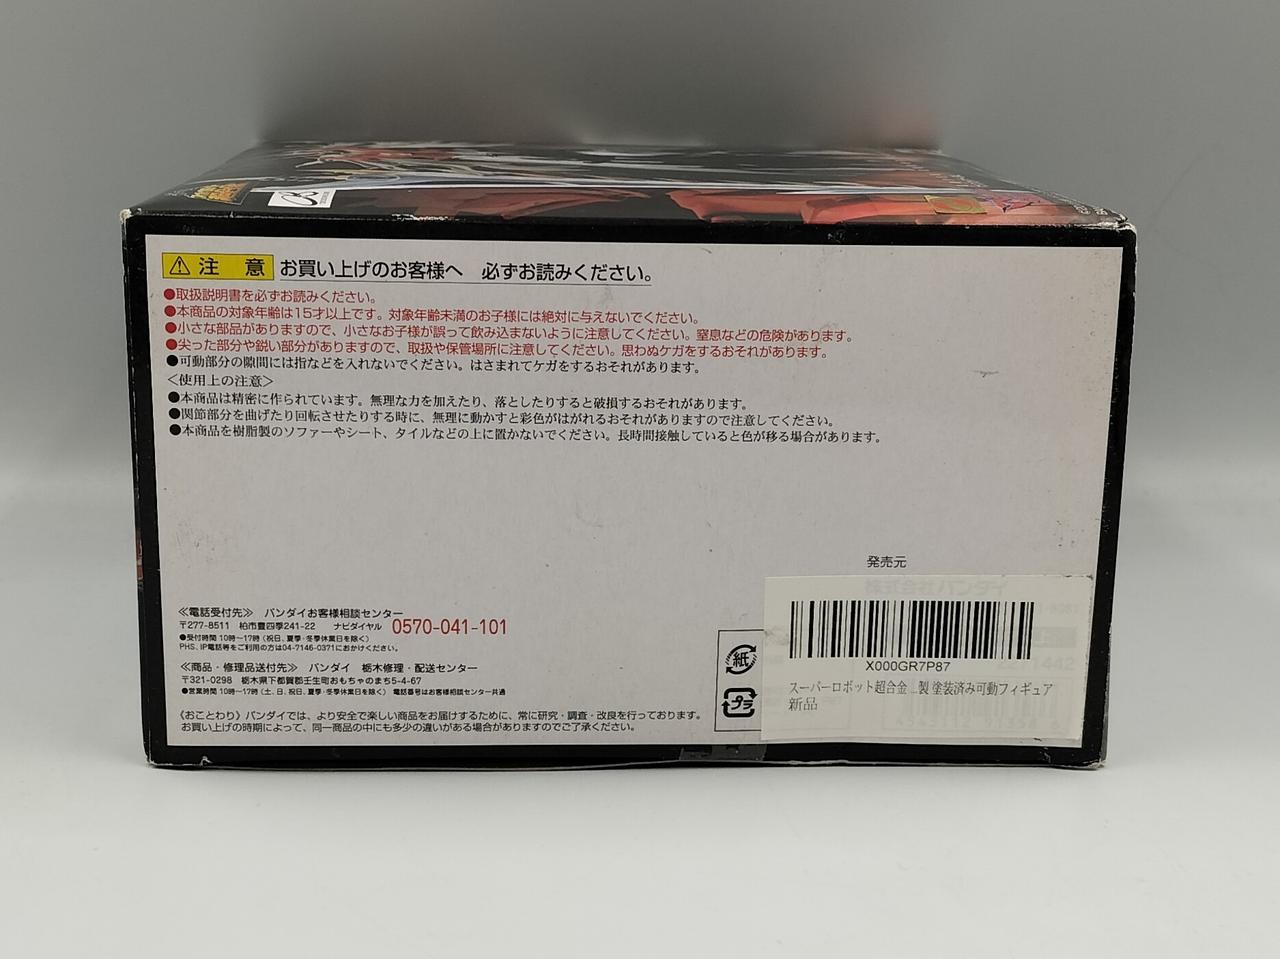 注 意 お買い上げのお客様へ 必ずお読みください。
●取扱説明書を必ずお読みください。
●本商品の対象年齢は15才以上です。対象年齢未満のお子様には絶対に与えないでください。
●小さな部品がありますので、小さなお子様が誤って飲み込まないように注意してください。窒息などの危険があります。
●尖った部分や鋭い部分がありますので、取扱や保管場所に注意してください。思わぬケガをするおそれがあります。
●可動部分の隙間には指などを入れないでください。はさまれてケガをするおそれがあります。
<使用上の注意>
●本商品は精密に作られています。無理な力を加えたり、落としたりすると破損するおそれがあります。
●関節部分を曲げたり回転させたりする時に、無理に動かすと彩色がはがれるおそれがありますので注意してください。
●本商品を樹脂製のソファーやシート、タイルなどの上に置かないでください。長時間接触していると色が移る場合があります。
発売元
株式会社バンダイ
≪電話受付先≫ バンダイお客様相談センター
〒277-8511 柏市豊四季241-22 ナビダイヤル 0570-041-101
●受付時間 10時～17時 (祝日、夏季・冬季休業日を除く)
PHS、IP電話等をご利用の方は04-7146-0371におかけください。
≪商品・修理品送付先≫ バンダイ 栃木修理・配送センター
〒321-0298 栃木県下都賀郡壬生町おもちゃのまち5-4-67
●営業時間 10時～17時 (土、日、祝日、夏季・冬季休業日を除く) 電話番号はお客様相談センター共通
《おことわり》バンダイでは、より安全で楽しい商品をお届けするために、常に研究・調査・改良を行っております。
お買い上げの時期によって、同一商品の中にも多少の違いがある場合がありますのでご了承ください。
紙
プラ
X000GR7P87
スーパーロボット超合金 ...製 塗装済み可動フィギュア
新品